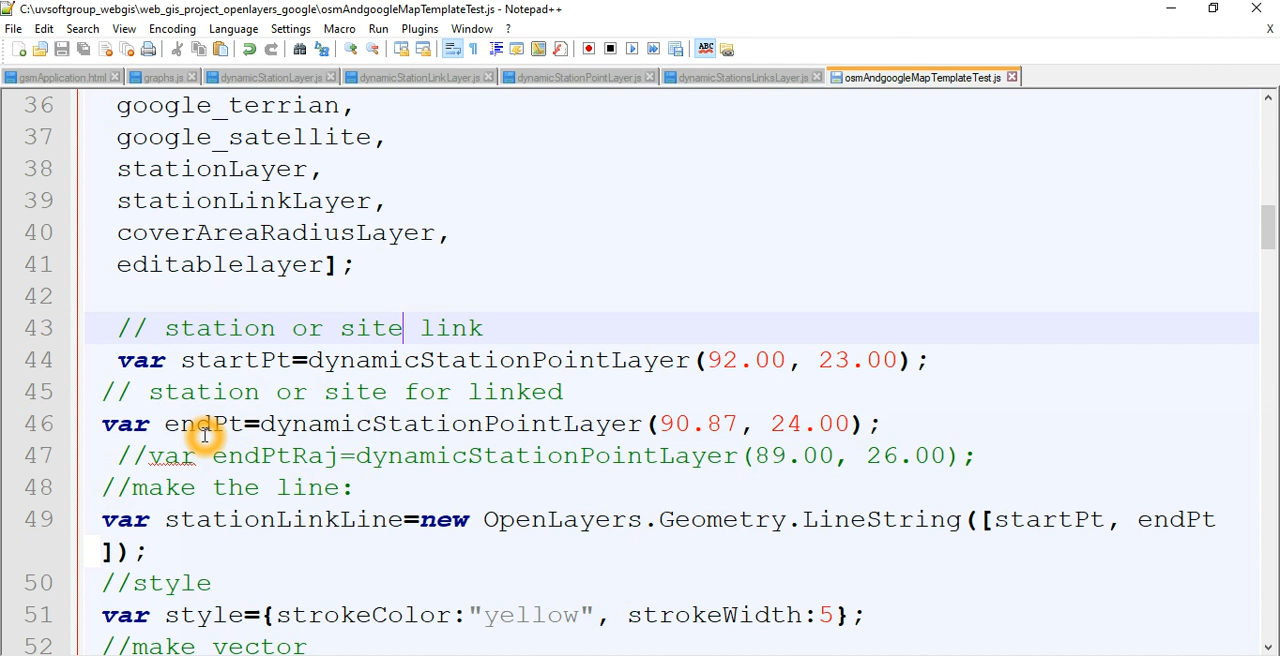 C:\uvsoftgroup_webgis\web_gis_project_openlayers_google\osmAndgoogleMapTemplateTest.js - Notepad++
File Edit Search View Encoding Language Settings Macro Run Plugins Window ? X
gsmApplication.html graphs.js dynamicStationLayer.js dynamicStationLinkLayer.js dynamicStationPointLayer.js dynamicStationsLinksLayer.js osmAndgoogleMapTemplateTest.js
36 google_terrian,
37 google_satellite,
38 stationLayer,
39 stationLinkLayer,
40 coverAreaRadiusLayer,
41 editablelayer];
42
43 // station or site link
44 var startPt=dynamicStationPointLayer(92.00, 23.00);
45 // station or site for linked
46 var endPt=dynamicStationPointLayer(90.87, 24.00);
47 //var endPtRaj=dynamicStationPointLayer(89.00, 26.00);
48 //make the line:
49 var stationLinkLine=new OpenLayers.Geometry.LineString([startPt, endPt
]);
50 //style
51 var style={strokeColor:"yellow", strokeWidth:5};
52 //make vector